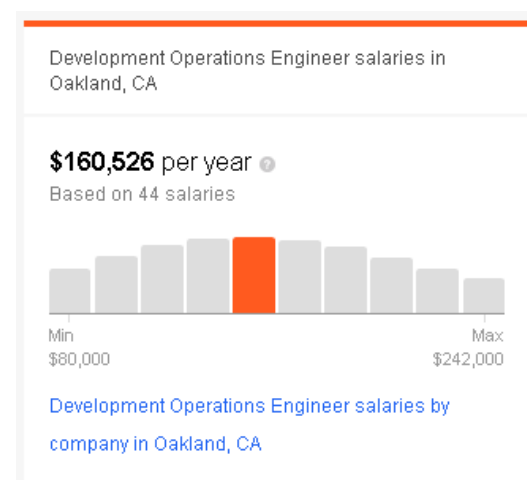 Development Operations Engineer salaries in
Oakland, CA
$160,526 per year ?
Based on 44 salaries
Min
Max
$80,000
$242,000
Development Operations Engineer salaries by
company in Oakland, CA